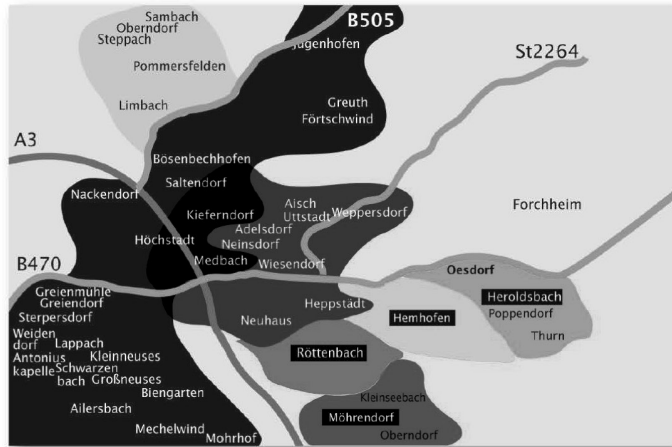 Sambach
Oberndorf
Steppach
Pommersfelden
Limbach
B505
Jugenhofen
St2264
Greuth
Förtschwind
A3
Bösenbechhofen
Saltendorf
Nackendorf
Kieferndorf
Aisch
Uttstadt
Weppersdorf
Forchheim
Adelsdorf
Höchstadt
Neinsdorf
Medbach
Wiesendorf
B470
Oesdorf
Greienmühle
Greiendorf
Sterpersdorf
Heppstädt
Heroldsbach
Poppendorf
Neuhaus
Hemhofen
Thurn
Weiden
dorf
Lappach
Antonius
kapelle
Kleinneuses
Schwarzen
bach
Großneuses
Röttenbach
Biengarten
Kleinseebach
Ailersbach
Möhrendorf
Mechelwind
Mohrhof
Oberndorf